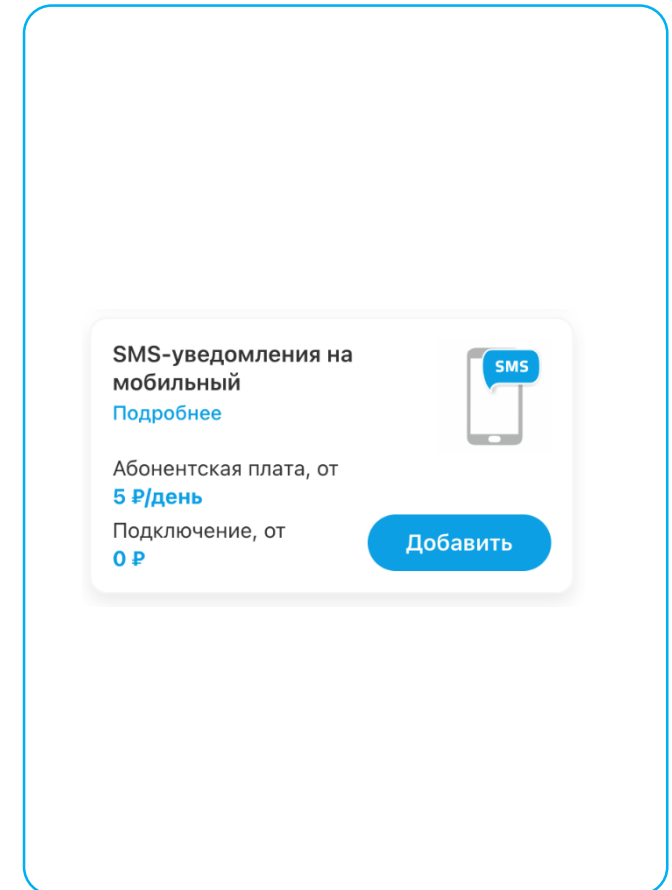 SMS-уведомления на
мобильный
SMS
Подробнее
Абонентская плата, от
5 ₽/день
Подключение, от
0 ₽
Добавить